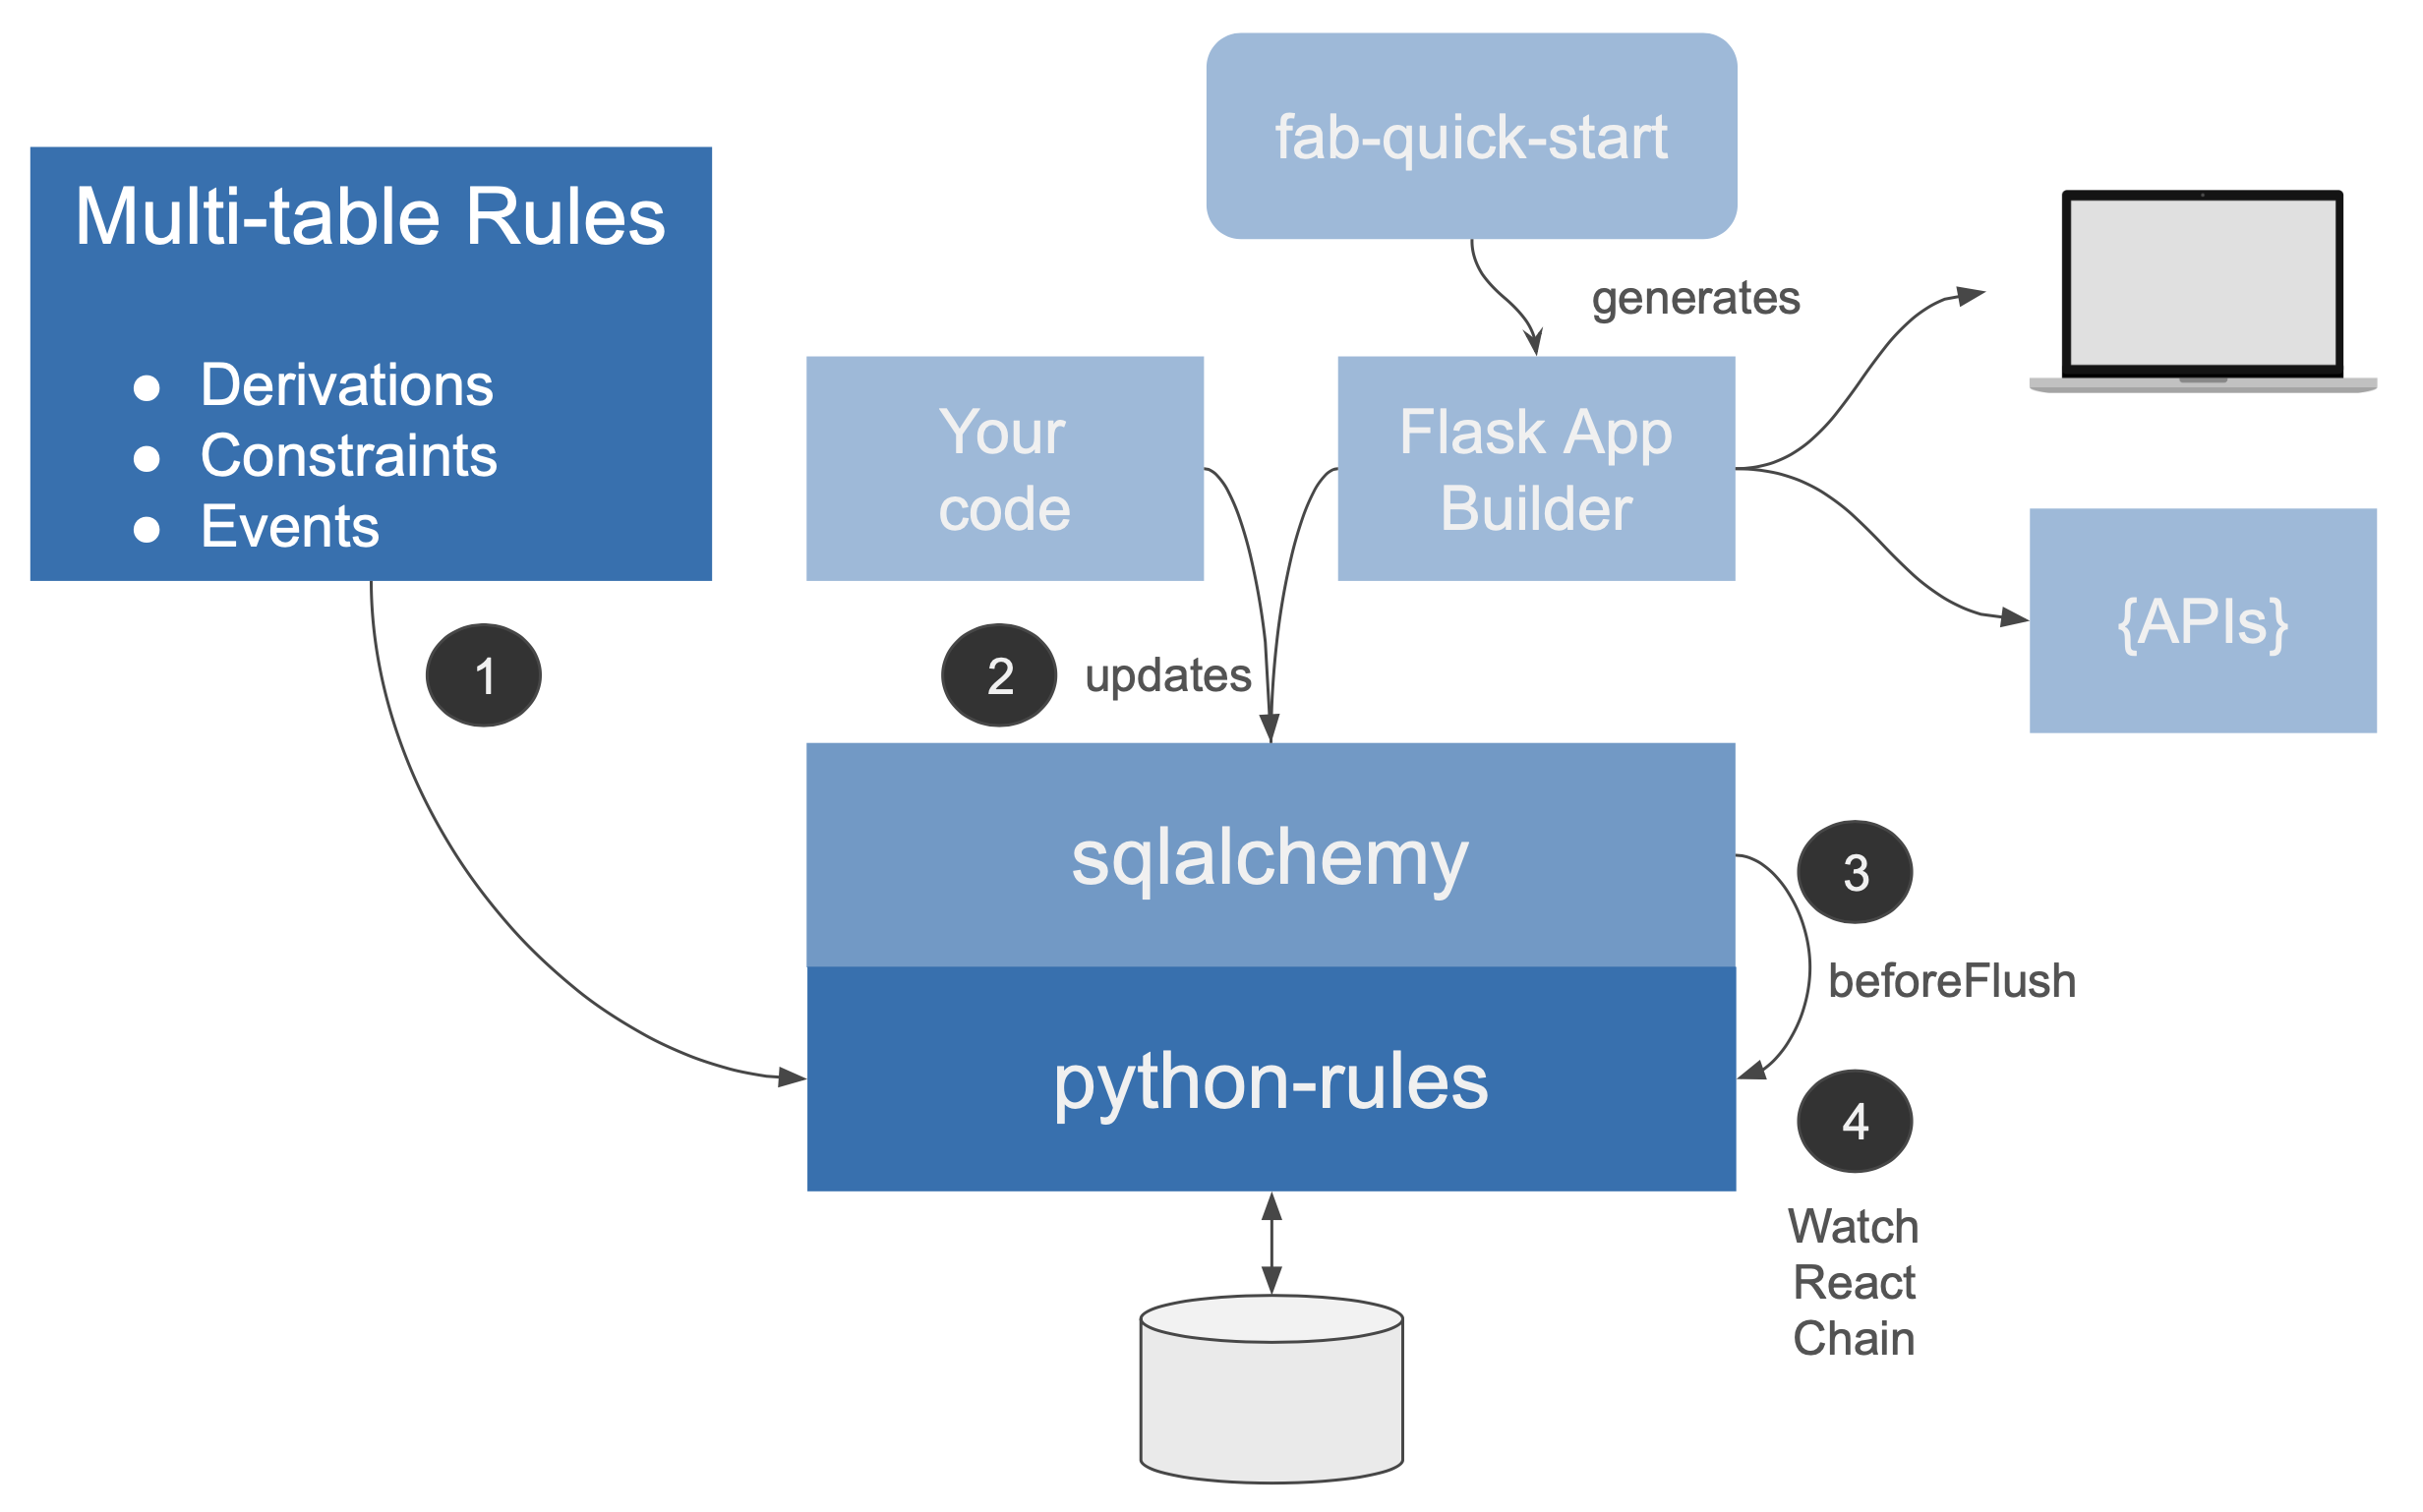 fab-quick-start
Multi-table Rules
● Derivations
● Constraints
● Events
generates
Your
code
Flask App
Builder
{APIs}
1
2
updates
sqlalchemy
3
beforeFlush
python-rules
4
Watch
React
Chain